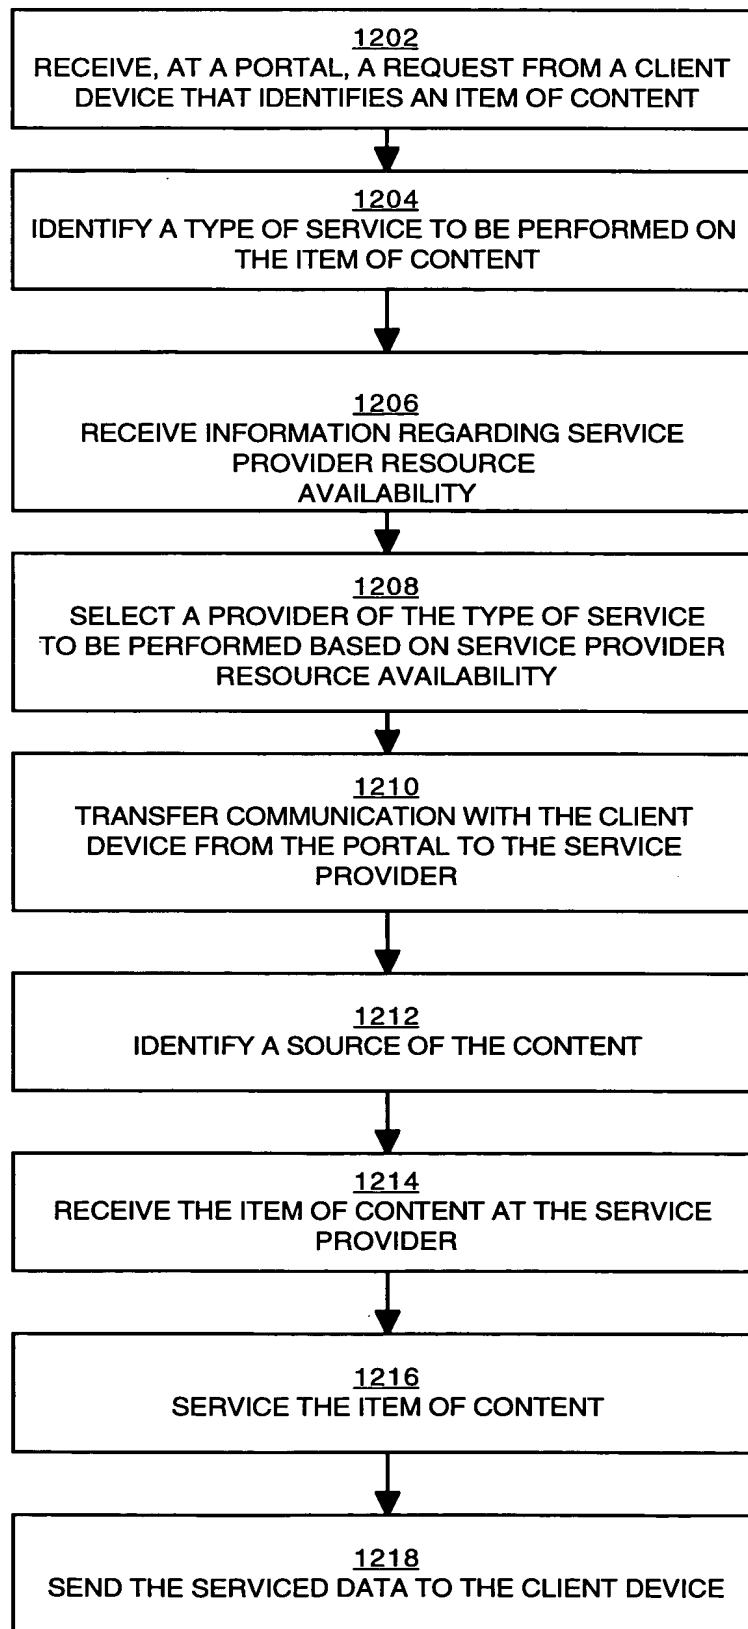 1202
RECEIVE, AT A PORTAL, A REQUEST FROM A CLIENT
DEVICE THAT IDENTIFIES AN ITEM OF CONTENT
1204
IDENTIFY A TYPE OF SERVICE TO BE PERFORMED ON
THE ITEM OF CONTENT
1206
RECEIVE INFORMATION REGARDING SERVICE
PROVIDER RESOURCE
AVAILABILITY
1208
SELECT A PROVIDER OF THE TYPE OF SERVICE
TO BE PERFORMED BASED ON SERVICE PROVIDER
RESOURCE AVAILABILITY
1210
TRANSFER COMMUNICATION WITH THE CLIENT
DEVICE FROM THE PORTAL TO THE SERVICE
PROVIDER
1212
IDENTIFY A SOURCE OF THE CONTENT
1214
RECEIVE THE ITEM OF CONTENT AT THE SERVICE
PROVIDER
1216
SERVICE THE ITEM OF CONTENT
1218
SEND THE SERVICED DATA TO THE CLIENT DEVICE